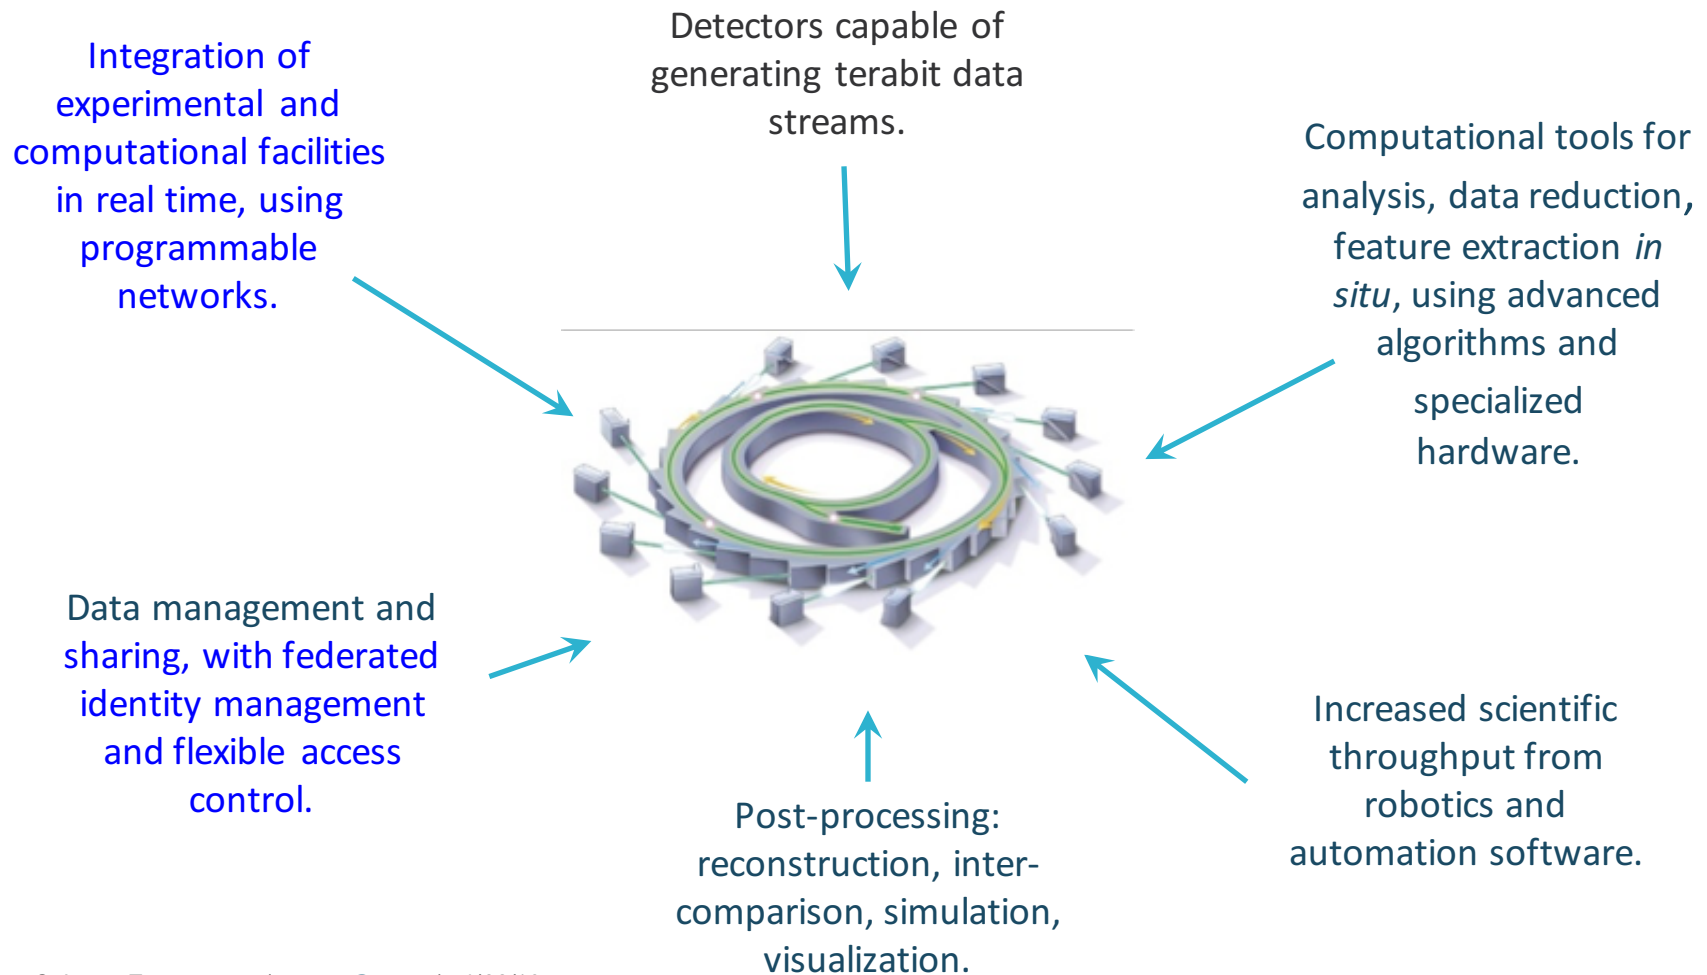 Integration of
experimental and
computational facilities
in real time, using
programmable
networks.
Detectors capable of
generating terabit data
streams.
Computational tools for
analysis, data reduction,
feature extraction in
situ, using advanced
algorithms and
specialized
hardware.
Data management and
sharing, with federated
identity management
and flexible access
control.
Post-processing:
reconstruction, inter-
comparison, simulation,
visualization.
Increased scientific
throughput from
robotics and
automation software.